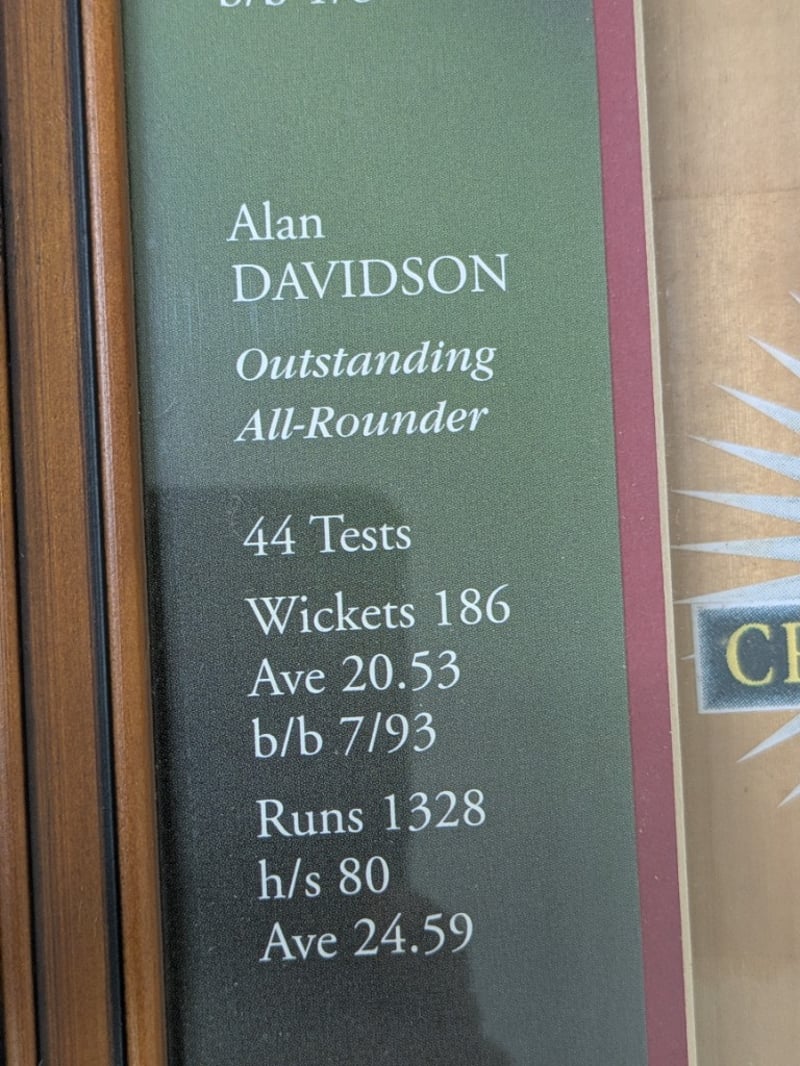 Alan
DAVIDSON
Outstanding
All-Rounder
44 Tests
Wickets 186
Ave 20.53
b/b 7/93
Runs 1328
h/s 80
Ave 24.59